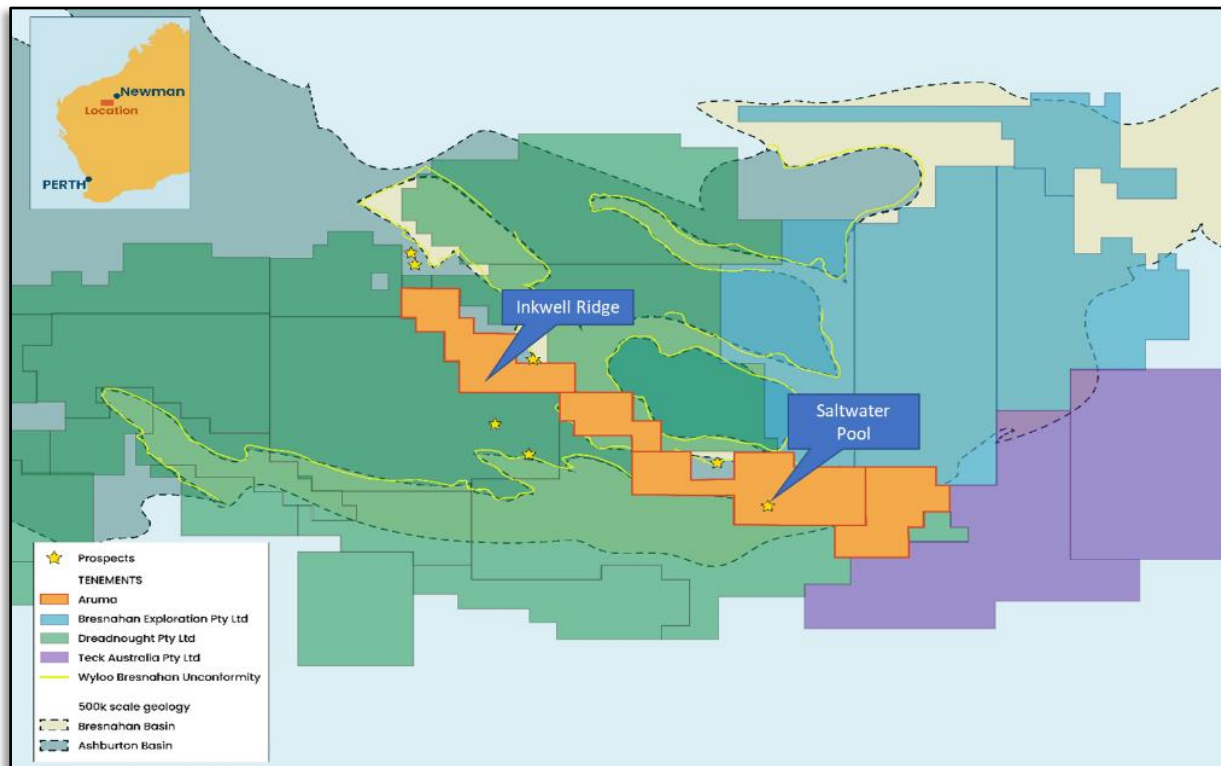 Newman
Location
PERTH
Inkwell Ridge
Saltwater
Pool
Prospects
TENEMENTS
Aruma
Bresnahan Exploration Pty Ltd
Dreadnought Pty Ltd
Teck Australia Pty Ltd
Wyloo Bresnahan Unconformity
500k scale geology
Bresnahan Basin
Ashburton Basin